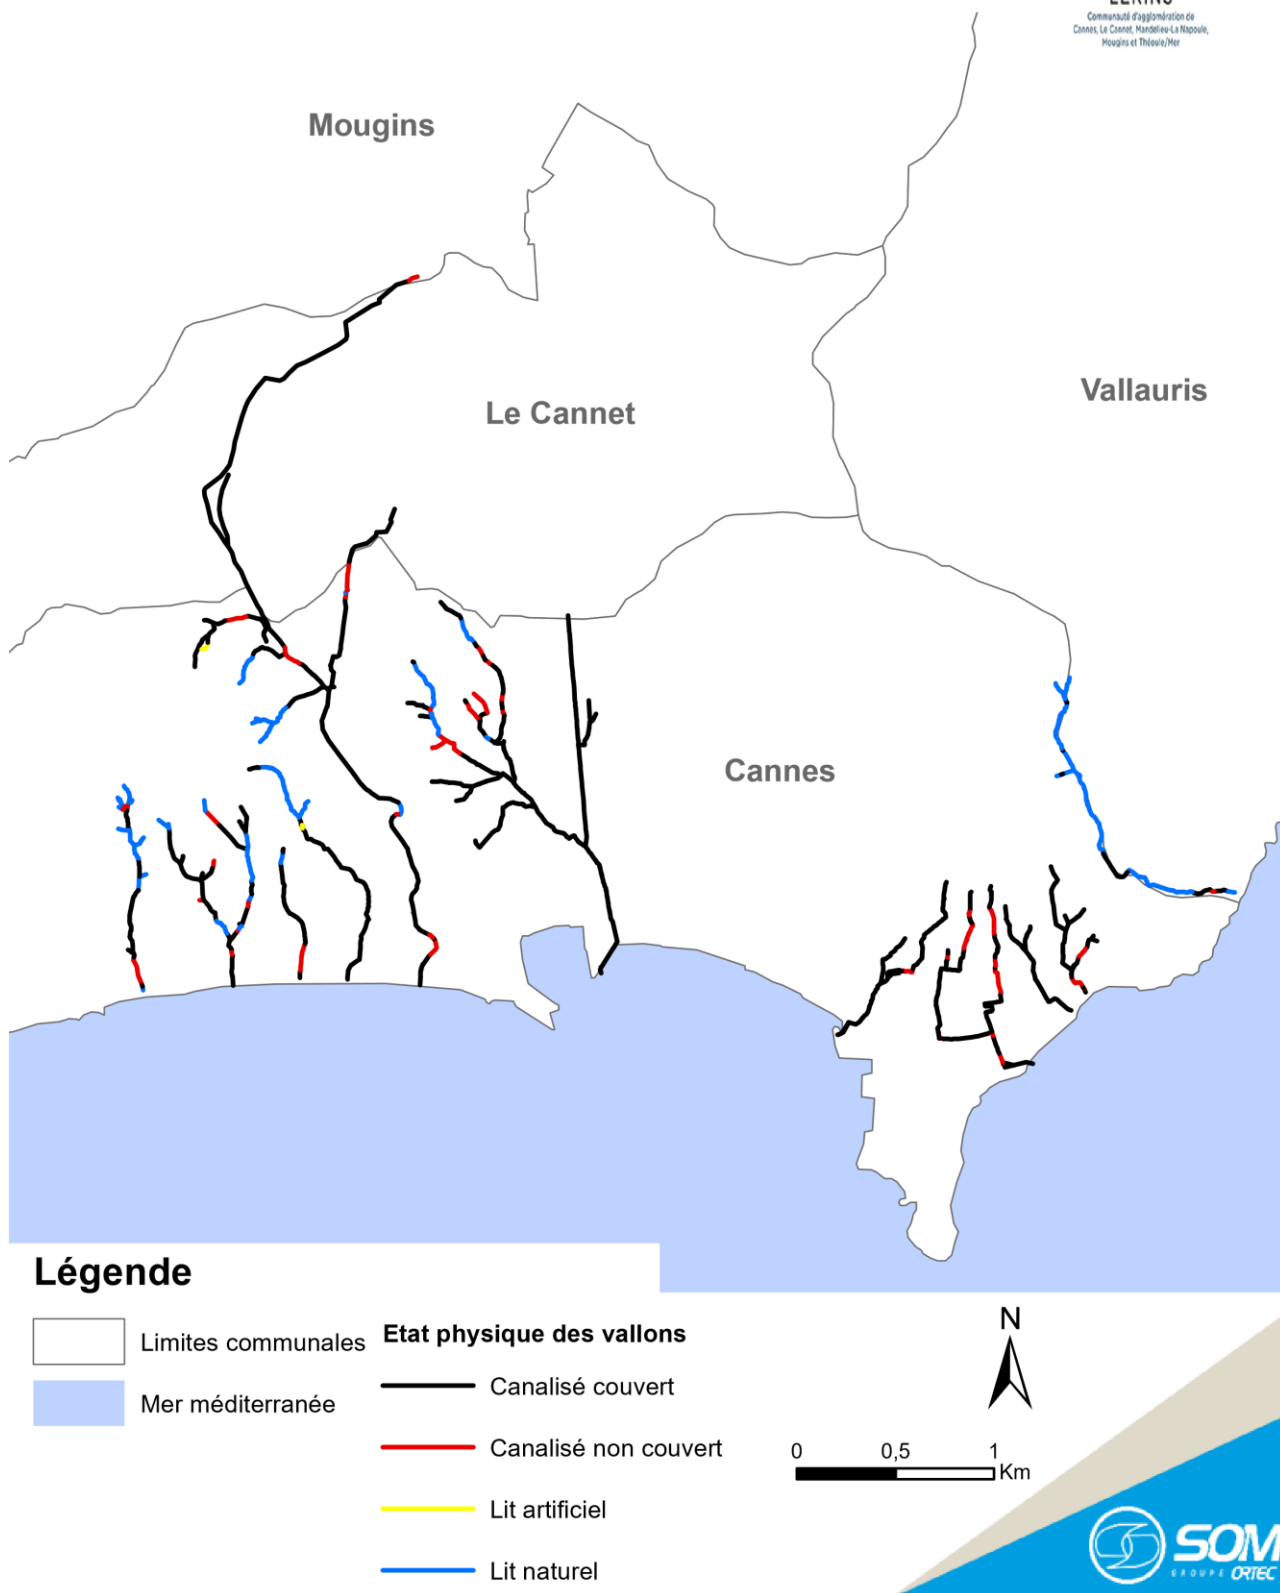 LERINS
Communauté d'agglomération de
Cannes, Le Cannet, Mandelieu-La Napoule,
Mougins et Théoule/Mer
Mougins
Le Cannet
Vallauris
Cannes
Légende
Limites communales
Mer méditerranée
Etat physique des vallons
Canalisé couvert
Canalisé non couvert
Lit artificiel
Lit naturel
N
0 0,5 1
Km
SOM
GROUPE ORTEC